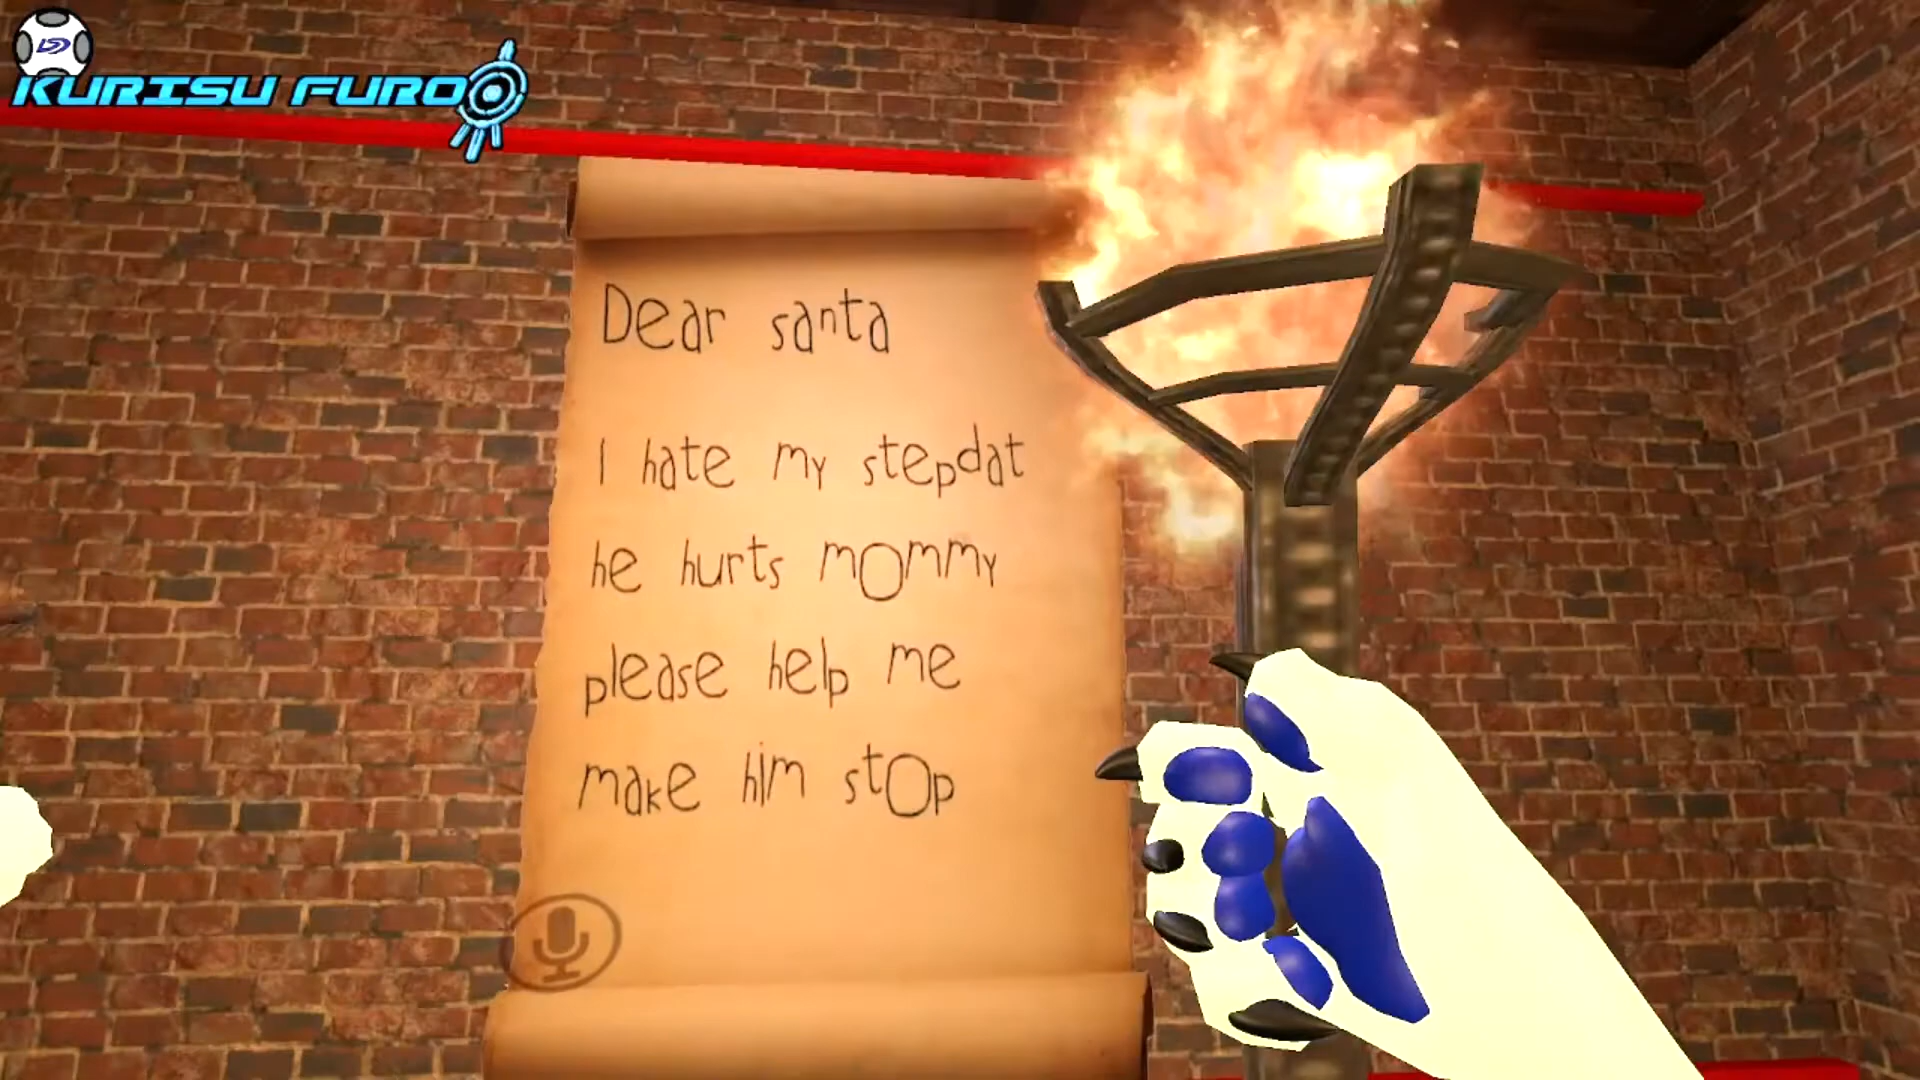 KURISU FURO
Dear santa
I hate my stepdat
he hurts mommy
please help me
make him stop